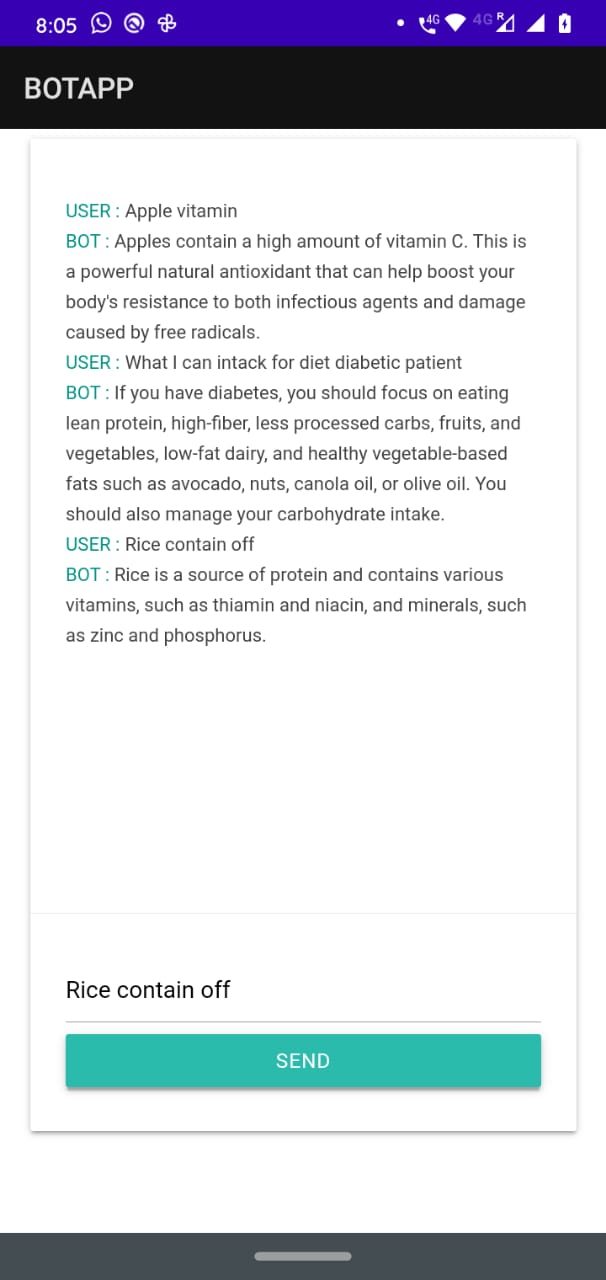 8:05
4G 4G R
BOTAPP
USER : Apple vitamin
BOT : Apples contain a high amount of vitamin C. This is
a powerful natural antioxidant that can help boost your
body's resistance to both infectious agents and damage
caused by free radicals.
USER : What I can intack for diet diabetic patient
BOT : If you have diabetes, you should focus on eating
lean protein, high-fiber, less processed carbs, fruits, and
vegetables, low-fat dairy, and healthy vegetable-based
fats such as avocado, nuts, canola oil, or olive oil. You
should also manage your carbohydrate intake.
USER : Rice contain off
BOT : Rice is a source of protein and contains various
vitamins, such as thiamin and niacin, and minerals, such
as zinc and phosphorus.
Rice contain off
SEND